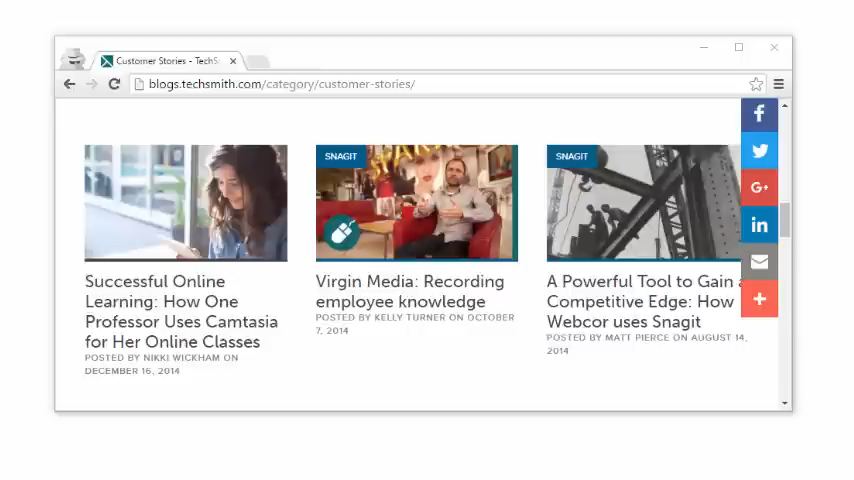 Customer Stories - TechS
blogs.techsmith.com/category/customer-stories/
SNAGIT
SNAGIT
Successful Online
Learning: How One
Professor Uses Camtasia
for Her Online Classes
POSTED BY NIKKI WICKHAM ON
DECEMBER 16, 2014
Virgin Media: Recording
employee knowledge
POSTED BY KELLY TURNER ON OCTOBER
7, 2014
A Powerful Tool to Gain a
Competitive Edge: How
Webcor uses Snagit
POSTED BY MATT PIERCE ON AUGUST 14,
2014
f
G+
in